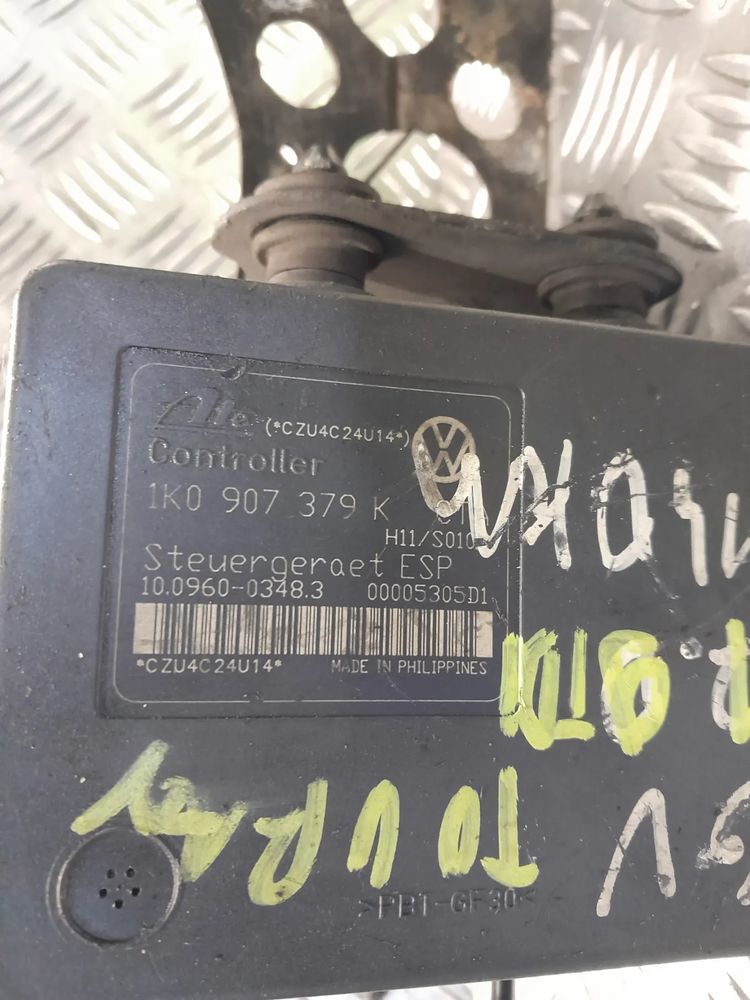 Ate (*CZU4C24U14*)
Controller
1K0 907 379 K
H11/S010
Steuergeraet ESP
10.0960-0348.3 00005305D1
*CZU4C24U14* MADE IN PHILIPPINES
TOURAN
>PBT-GF30<